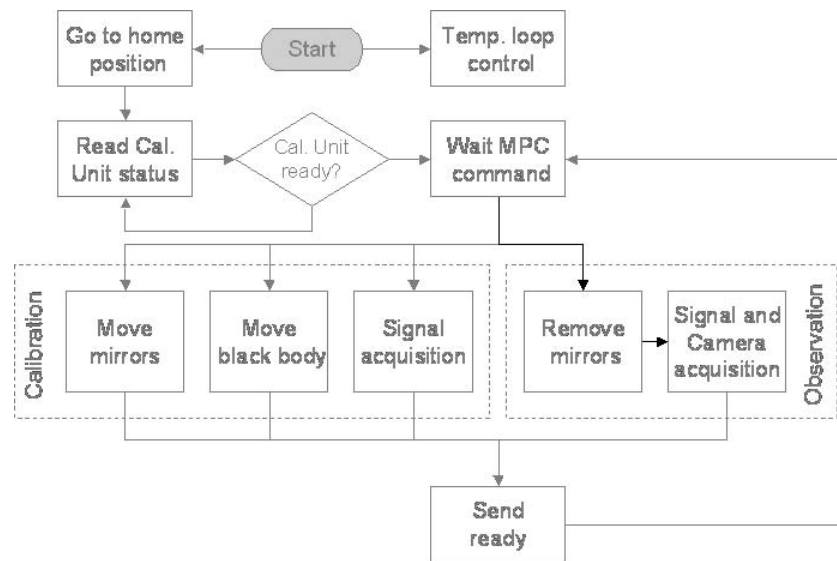 Go to home
position
Start
Temp. loop
control
Read Cal.
Unit status
Cal. Unit
ready?
Wait MPC
command
Calibration
Move
mirrors
Move
black body
Signal
acquisition
Remove
mirrors
Signal and
Camera
acquisition
Observation
Send
ready